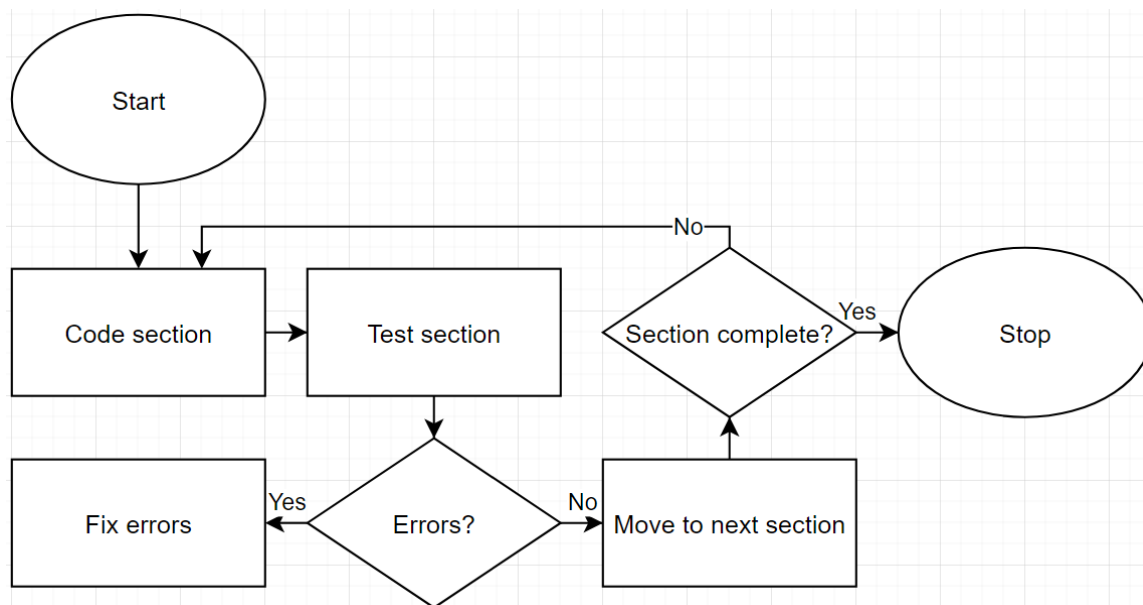 Start
No
Code section
Test section
Section complete?
Yes
Stop
Fix errors
Yes
Errors?
No
Move to next section